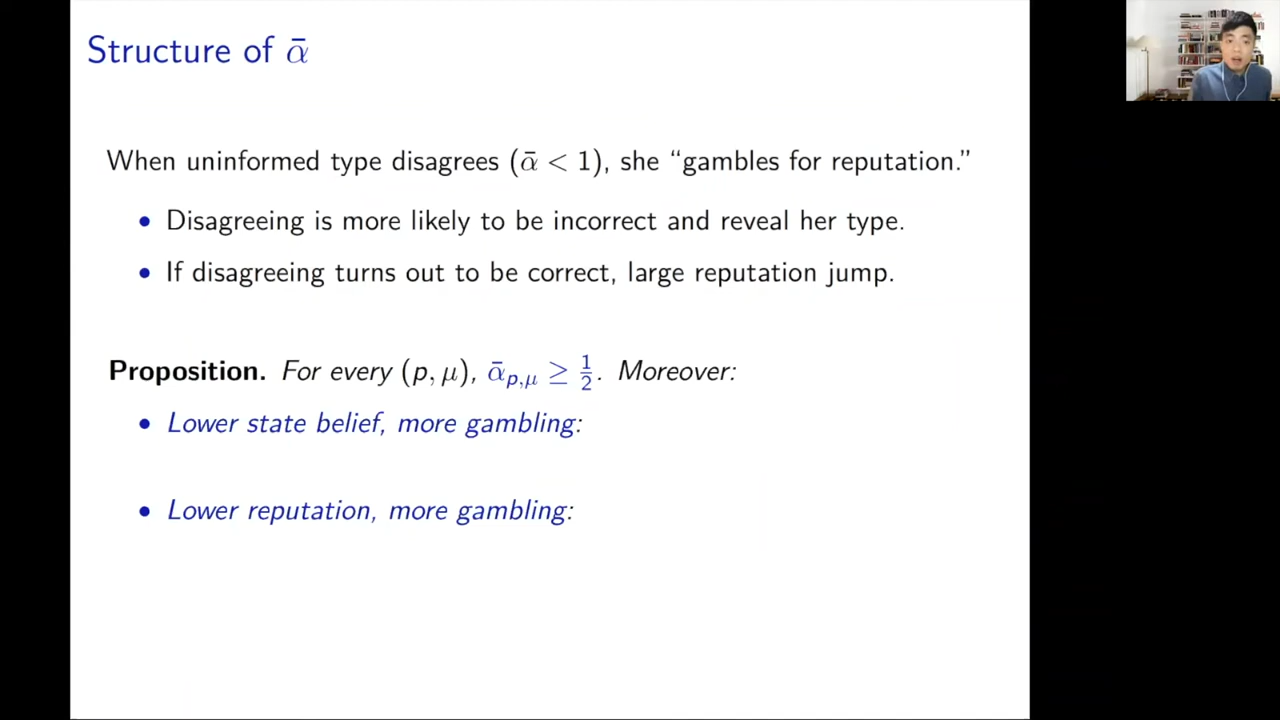 Structure of ᾱ
When uninformed type disagrees (ᾱ < 1), she “gambles for reputation.”
• Disagreeing is more likely to be incorrect and reveal her type.
• If disagreeing turns out to be correct, large reputation jump.
Proposition. For every (p, μ), ᾱ_{p,μ} ≥ 1/2. Moreover:
• Lower state belief, more gambling:
• Lower reputation, more gambling: